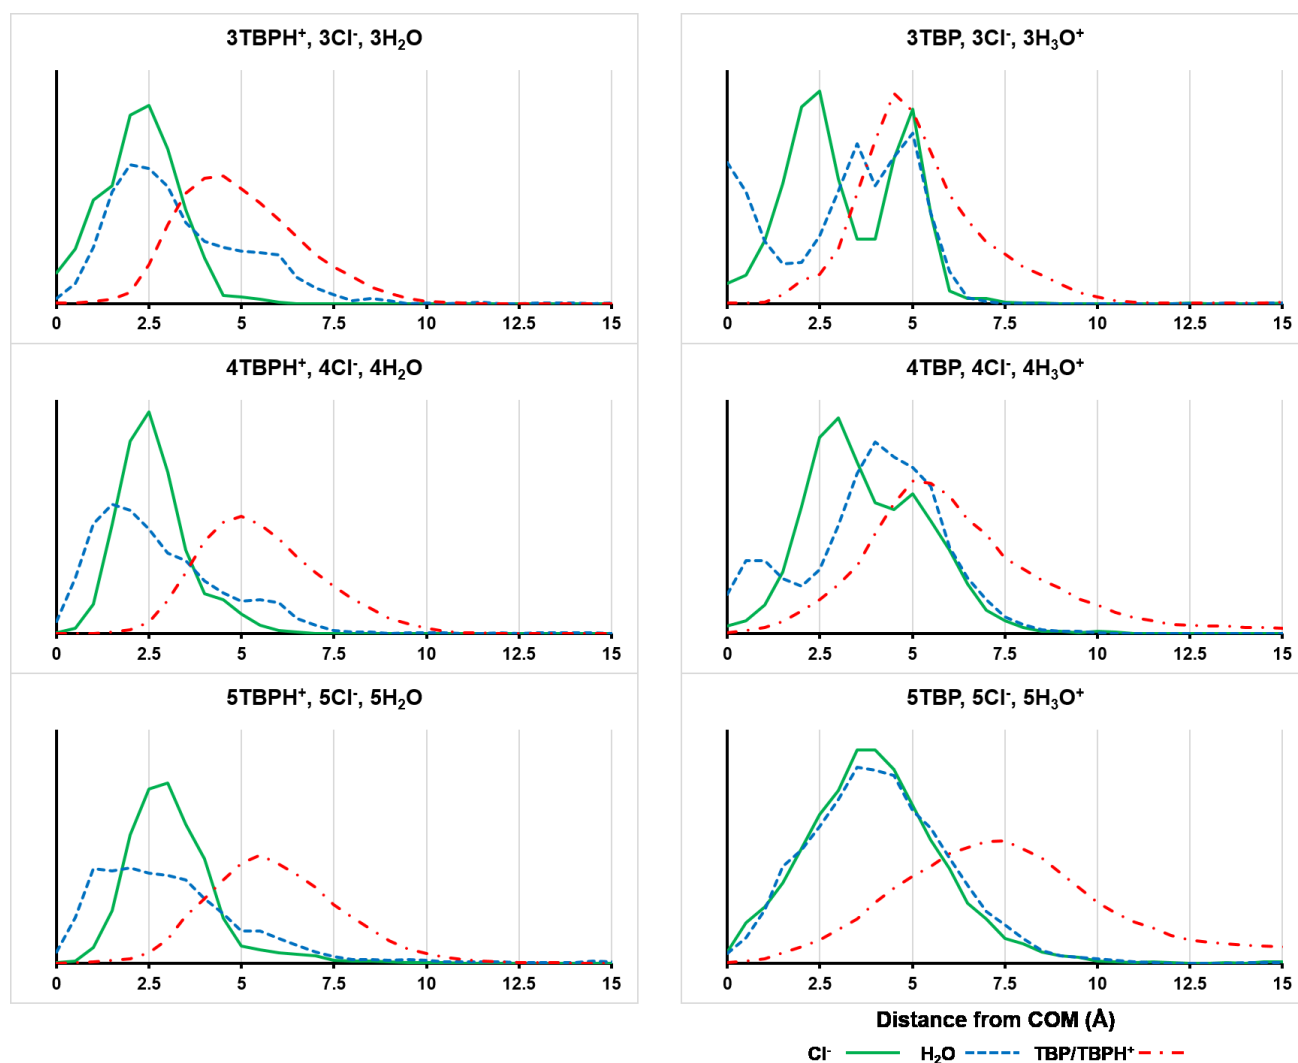 3TBPH⁺, 3Cl⁻, 3H₂O
0 2.5 5 7.5 10 12.5 15
3TBP, 3Cl⁻, 3H₃O⁺
0 2.5 5 7.5 10 12.5 15
4TBPH⁺, 4Cl⁻, 4H₂O
0 2.5 5 7.5 10 12.5 15
4TBP, 4Cl⁻, 4H₃O⁺
0 2.5 5 7.5 10 12.5 15
5TBPH⁺, 5Cl⁻, 5H₂O
0 2.5 5 7.5 10 12.5 15
5TBP, 5Cl⁻, 5H₃O⁺
0 2.5 5 7.5 10 12.5 15
Distance from COM (Å)
Cl⁻ H₂O TBP/TBPH⁺